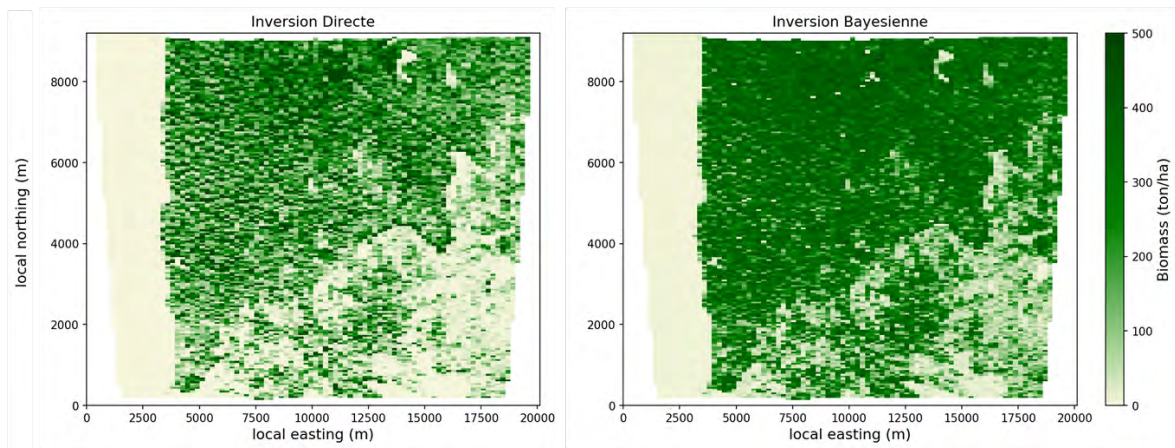 Inversion Directe
local northing (m)
8000
6000
4000
2000
0
0 2500 5000 7500 10000 12500 15000 17500 20000
local easting (m)
Inversion Bayesienne
8000
6000
4000
2000
0
0 2500 5000 7500 10000 12500 15000 17500 20000
local easting (m)
500
400
300
200
100
0
Biomass (ton/ha)